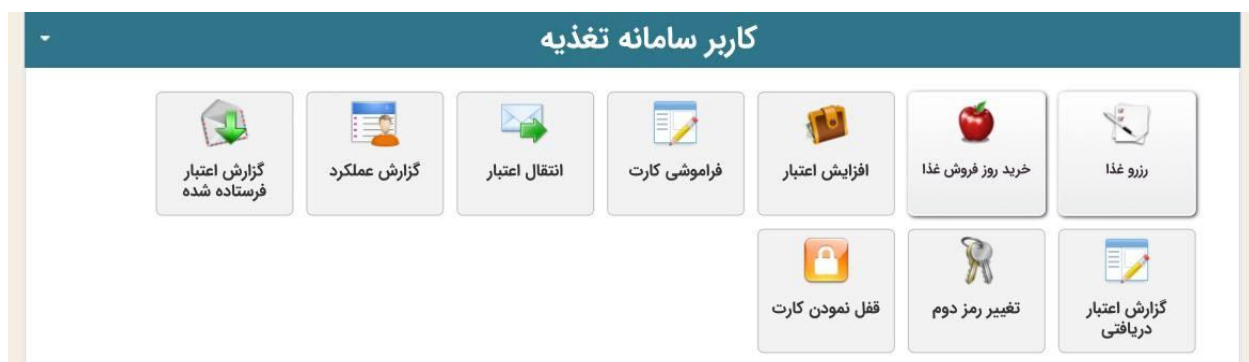 کاربر سامانه تغذیه
رزرو غذا
خرید روز فروش غذا
افزایش اعتبار
فراموشی کارت
انتقال اعتبار
گزارش عملکرد
گزارش اعتبار
فرستاده شده
گزارش اعتبار
دریافتی
تغییر رمز دوم
قفل نمودن کارت